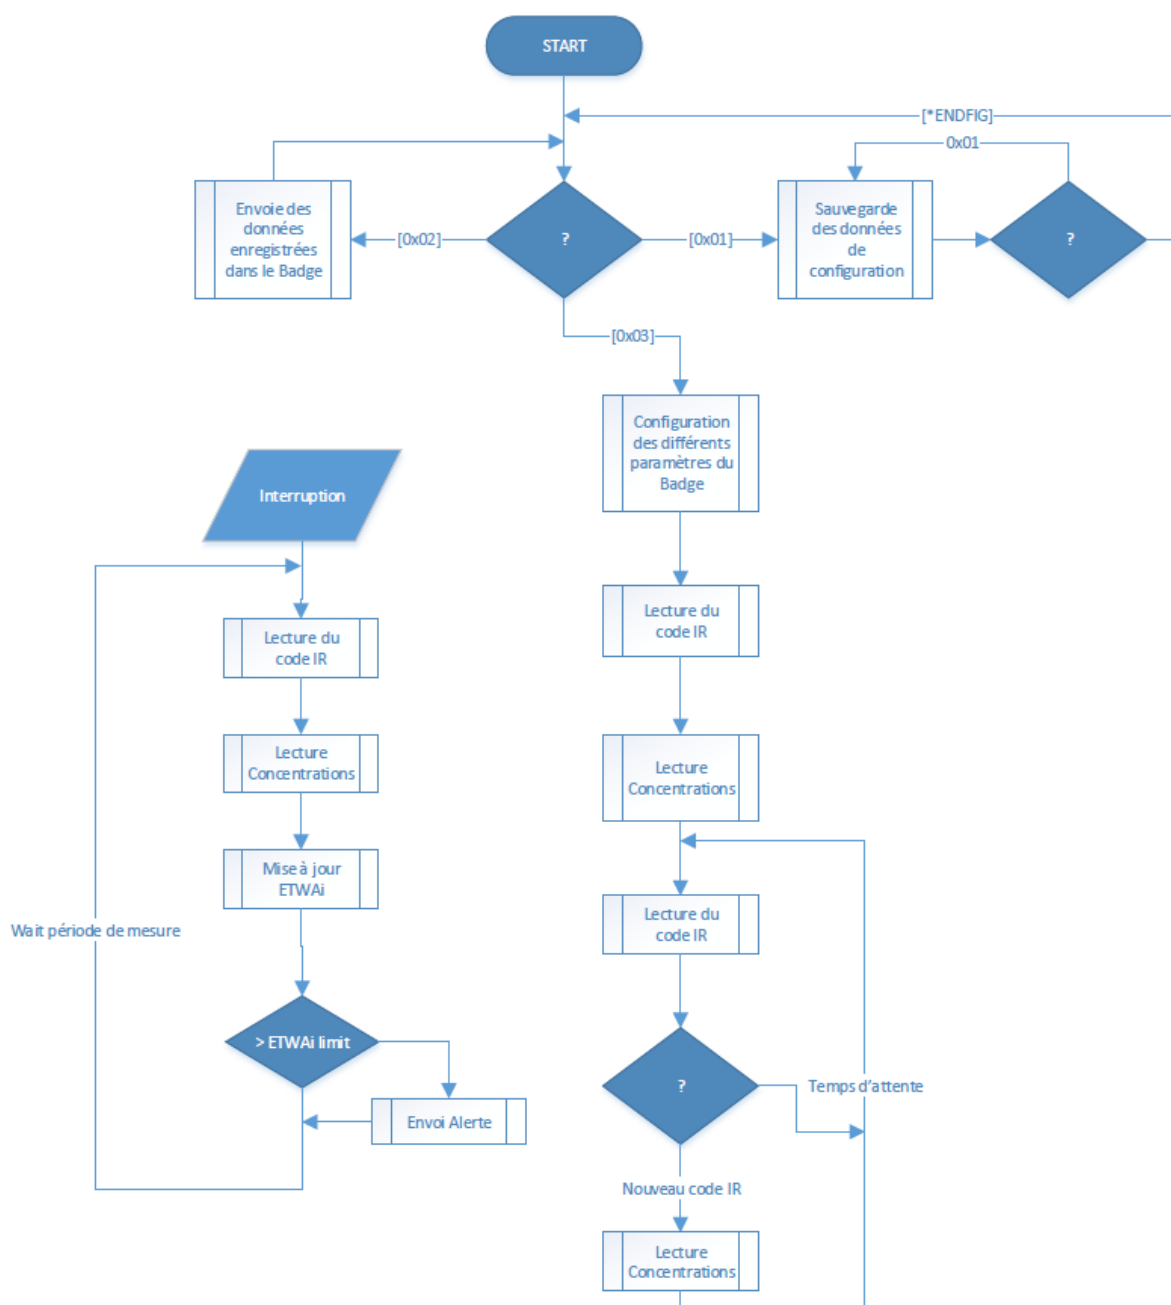 START
[*ENDFIG]
0x01
Envoie des
données
enregistrées
dans le Badge
[0x02]
?
[0x01]
Sauvegarde
des données
de
configuration
?
[0x03]
Configuration
des différents
paramètres du
Badge
Interruption
Lecture du
code IR
Lecture du
code IR
Lecture
Concentrations
Lecture
Concentrations
Mise à jour
ETWAi
Lecture du
code IR
Wait période de mesure
> ETWAi limit
?
Temps d'attente
Envoi Alerte
Nouveau code IR
Lecture
Concentrations